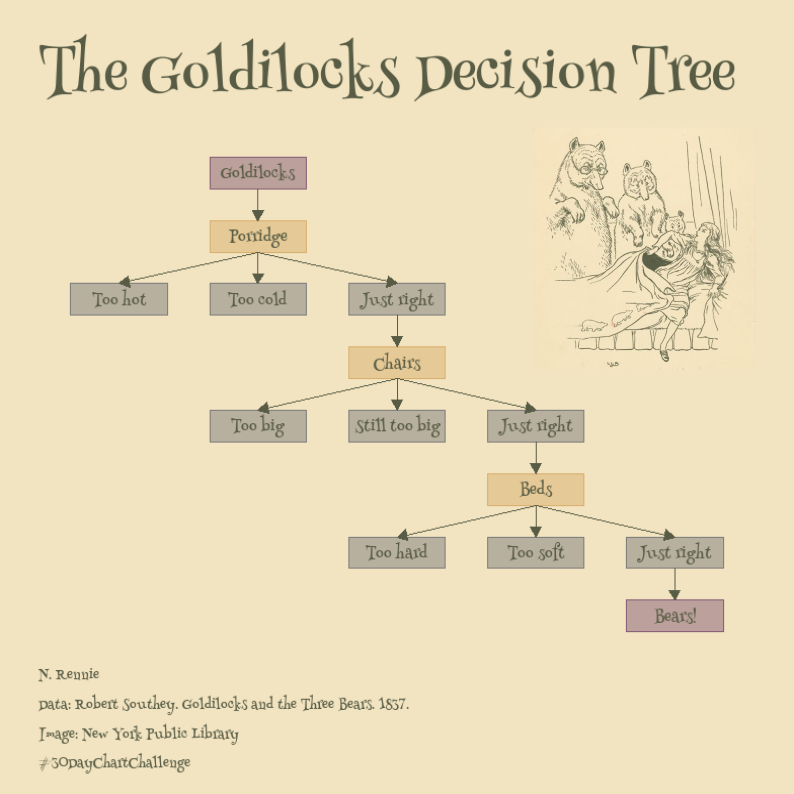 The Goldilocks Decision Tree
Goldilocks
Porridge
Too hot
Too cold
Just right
Chairs
Too big
Still too big
Just right
Beds
Too hard
Too soft
Just right
Bears!
N. Rennie
Data: Robert Southey. Goldilocks and the Three Bears. 1837.
Image: New York Public Library
#30DayChartChallenge